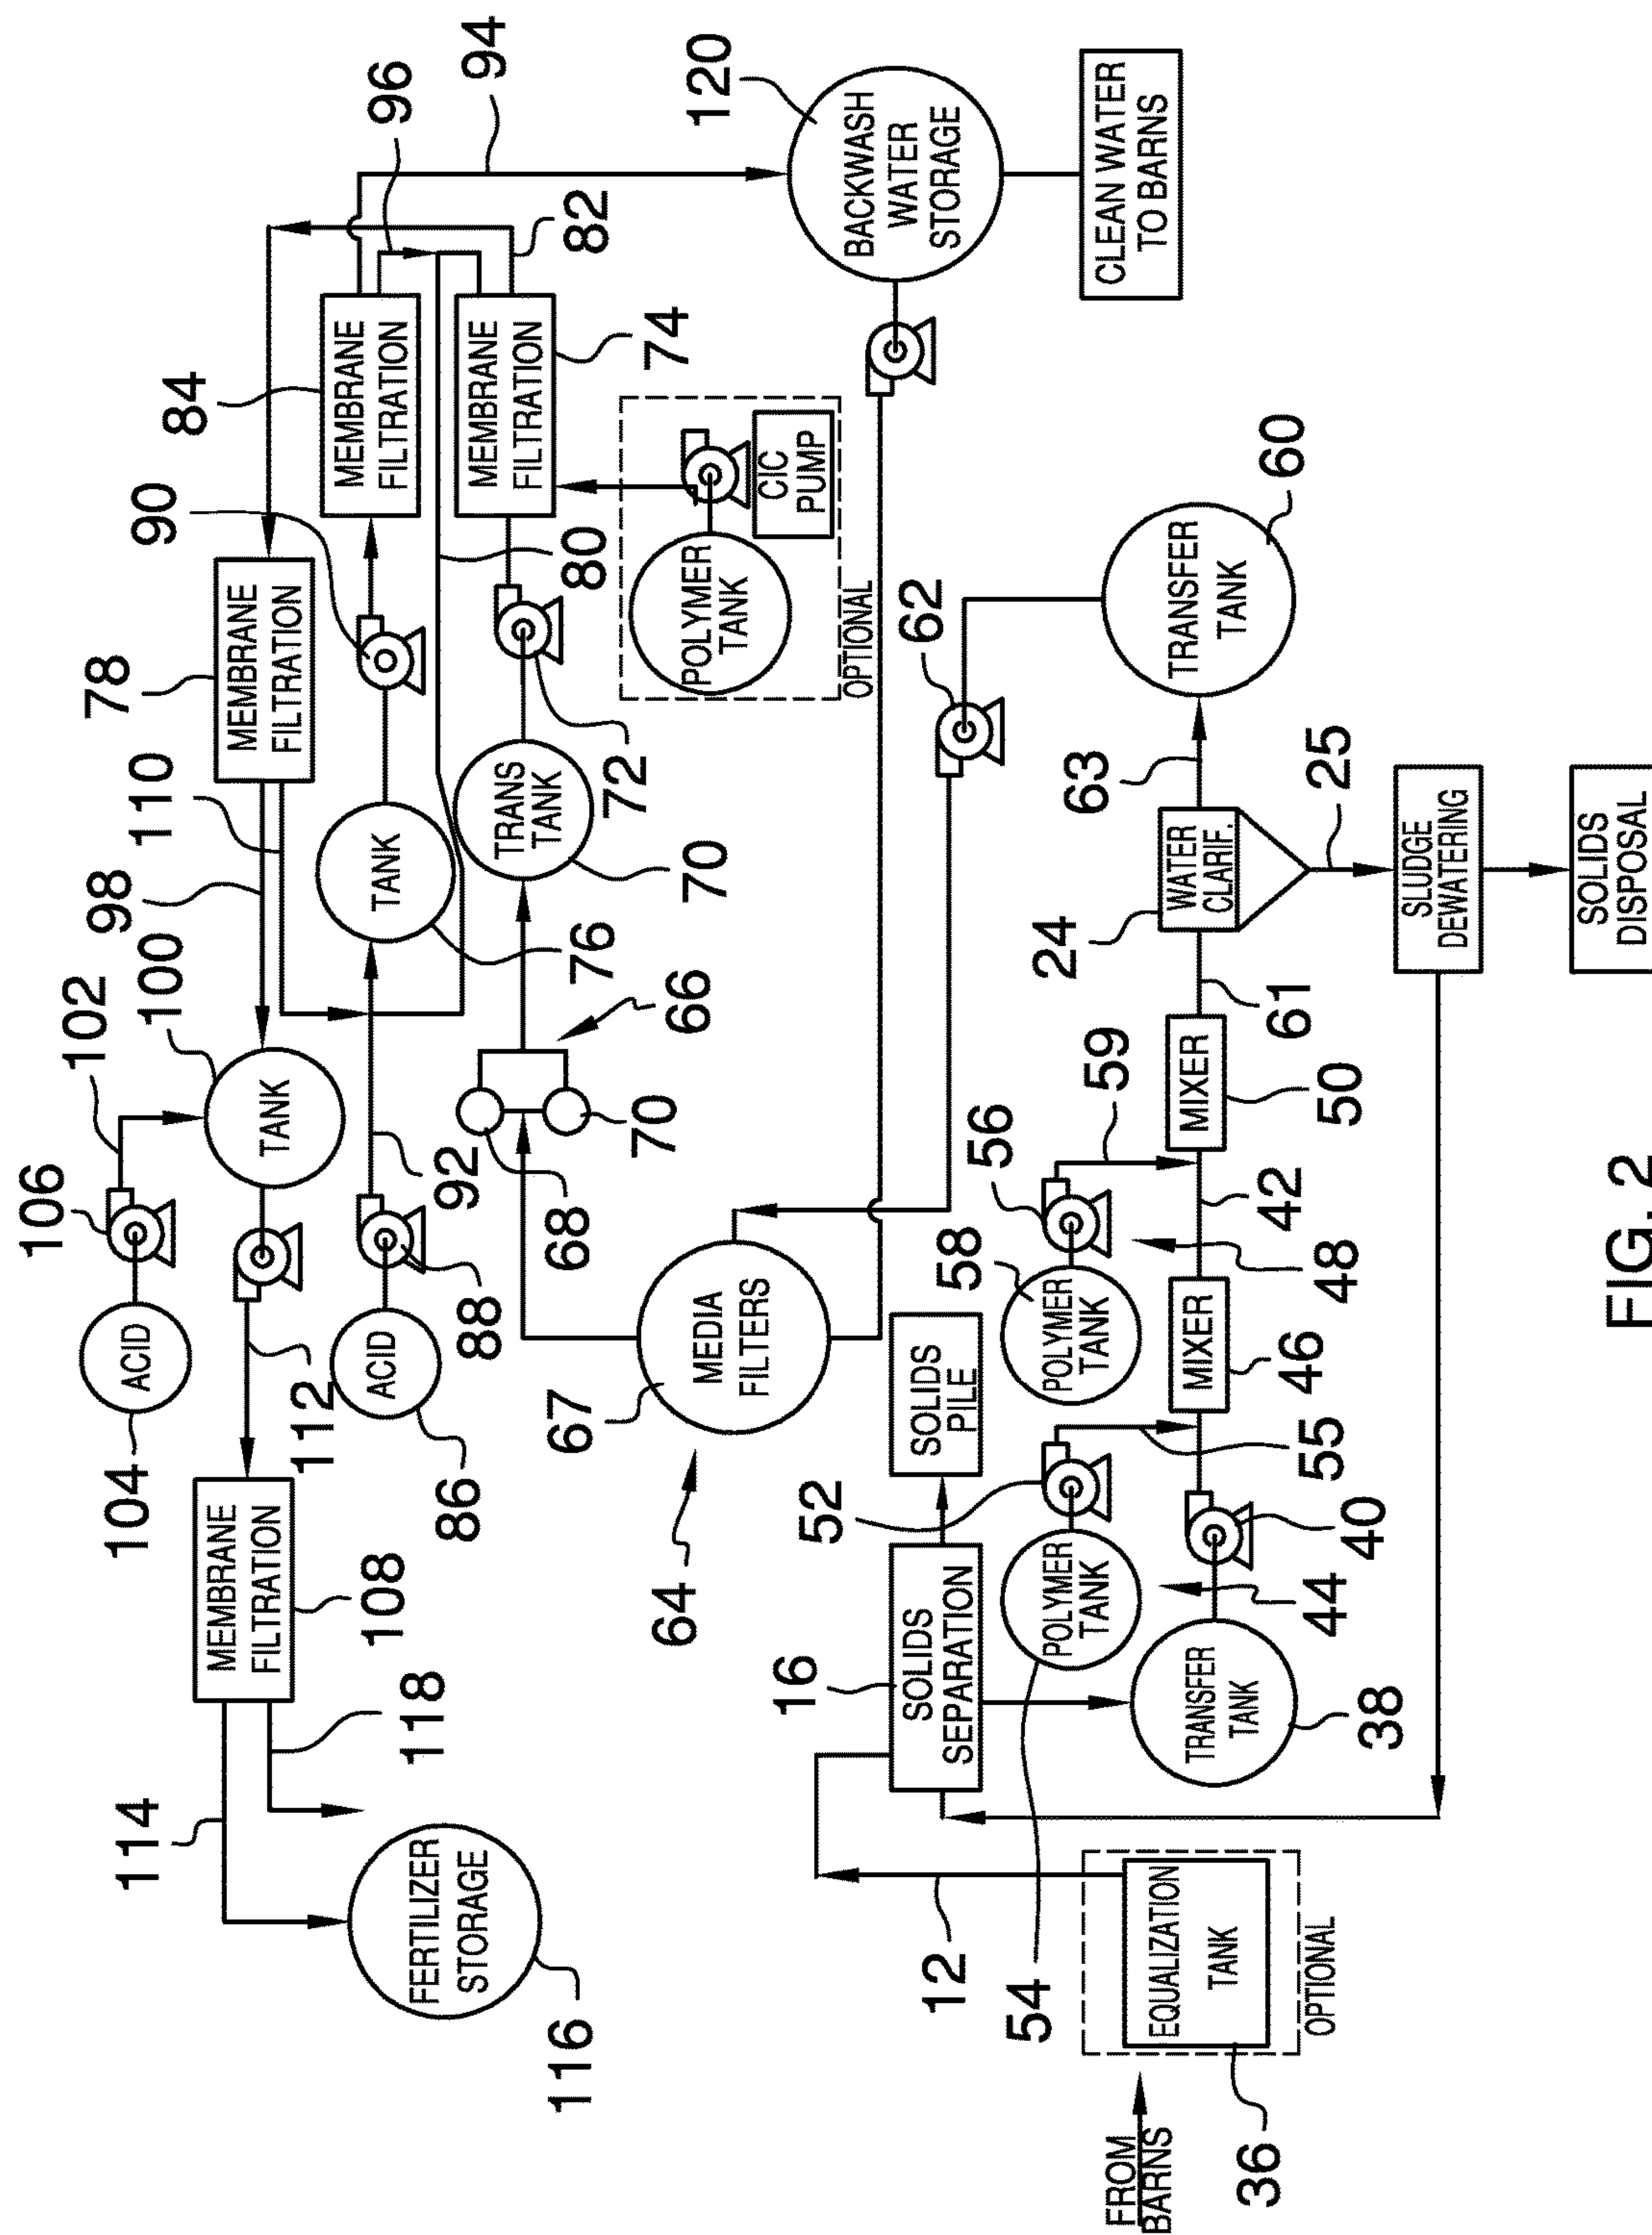 106
102
78
104
100
98
110
90
84
114
ACID
MEMBRANE
FILTRATION
TANK
MEMBRANE
FILTRATION
MEMBRANE
FILTRATION
96
94
112
118
108
FERTILIZER
STORAGE
ACID
TANK
86
88
92
82
116
TRANS
TANK
MEMBRANE
FILTRATION
76
80
74
68
66
70
72
70
67
64
MEDIA
FILTERS
POLYMER
TANK
CIC
PUMP
OPTIONAL
120
BACKWASH
WATER
STORAGE
16
52
62
SOLIDS
SEPARATION
SOLIDS
PILE
12
58
56
54
POLYMER
TANK
POLYMER
TANK
59
24
63
FROM
BARNS
EQUALIZATION
TANK
OPTIONAL
36
TRANSFER
TANK
MIXER
MIXER
WATER
CLARIF.
TRANSFER
TANK
CLEAN WATER
TO BARNS
42
61
60
38
44
40
55
46
48
50
25
SLUDGE
DEWATERING
SOLIDS
DISPOSAL
FIG. 2